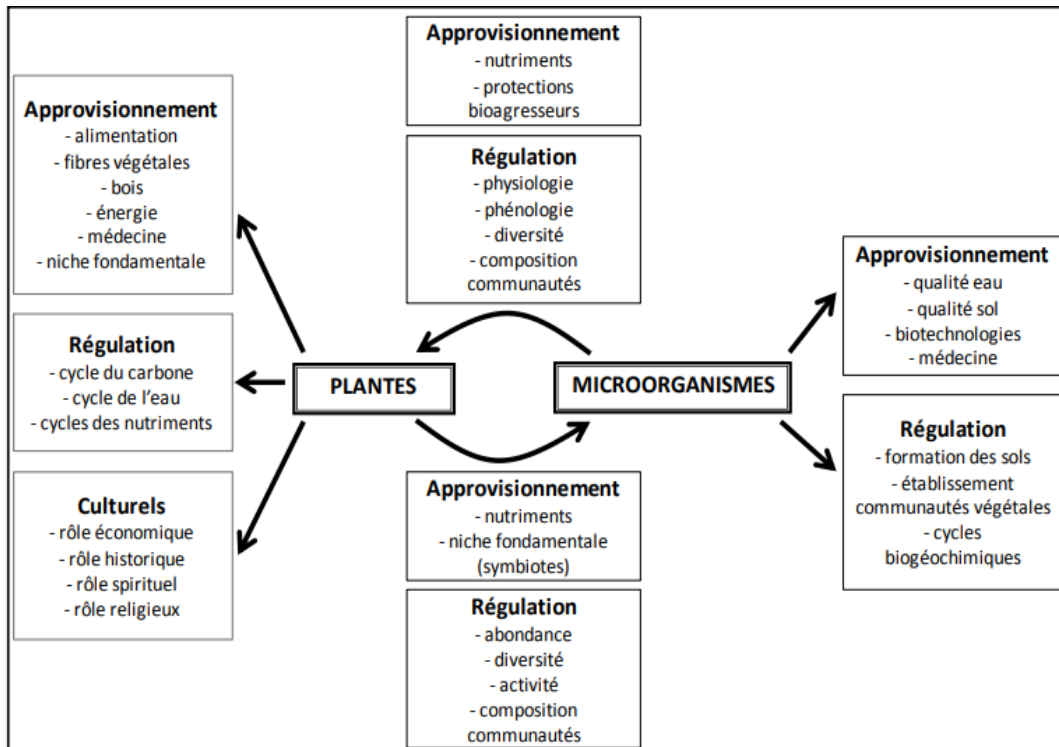 Approvisionnement
- nutriments
- protections
bioagresseurs
Approvisionnement
- alimentation
- fibres végétales
- bois
- énergie
- médecine
- niche fondamentale
Régulation
- physiologie
- phénologie
- diversité
- composition
communautés
Approvisionnement
- qualité eau
- qualité sol
- biotechnologies
- médecine
Régulation
- cycle du carbone
- cycle de l'eau
- cycles des nutriments
PLANTES
MICROORGANISMES
Régulation
- formation des sols
- établissement
communautés végétales
- cycles
biogéochimiques
Culturels
- rôle économique
- rôle historique
- rôle spirituel
- rôle religieux
Approvisionnement
- nutriments
- niche fondamentale
(symbiotes)
Régulation
- abondance
- diversité
- activité
- composition
communautés